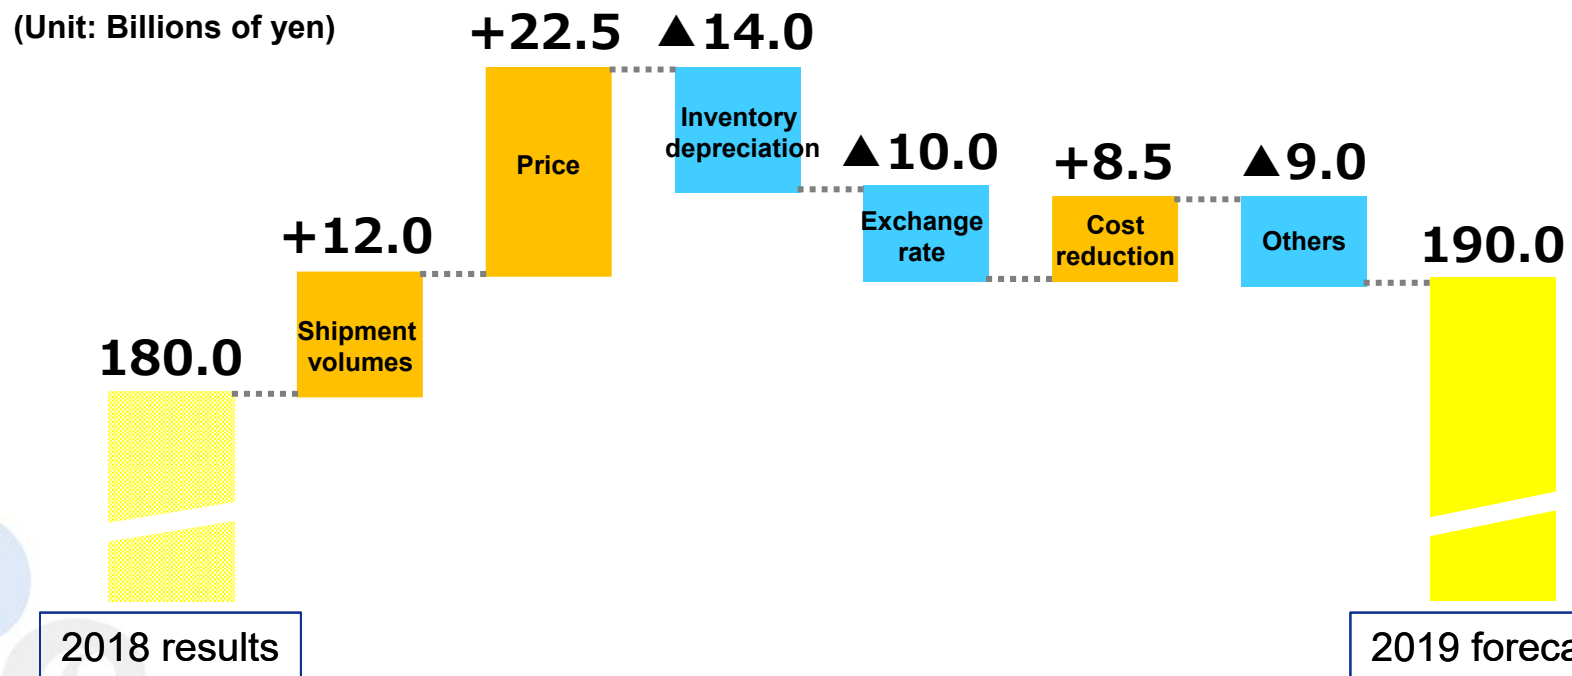 (Unit: Billions of yen)
+22.5
▲14.0
Inventory
depreciation
Price
▲10.0
+8.5
▲9.0
Exchange
rate
Cost
reduction
Others
+12.0
190.0
Shipment
volumes
180.0
2018 results
2019 foreca